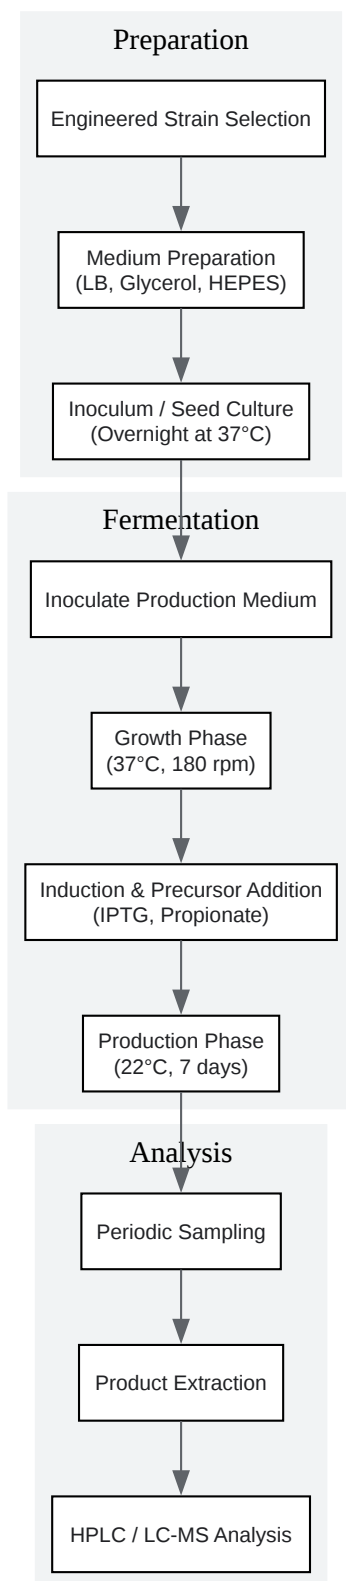 Preparation
Engineered Strain Selection
Medium Preparation
(LB, Glycerol, HEPES)
Inoculum / Seed Culture
(Overnight at 37°C)
Fermentation
Inoculate Production Medium
Growth Phase
(37°C, 180 rpm)
Induction & Precursor Addition
(IPTG, Propionate)
Production Phase
(22°C, 7 days)
Analysis
Periodic Sampling
Product Extraction
HPLC / LC-MS Analysis